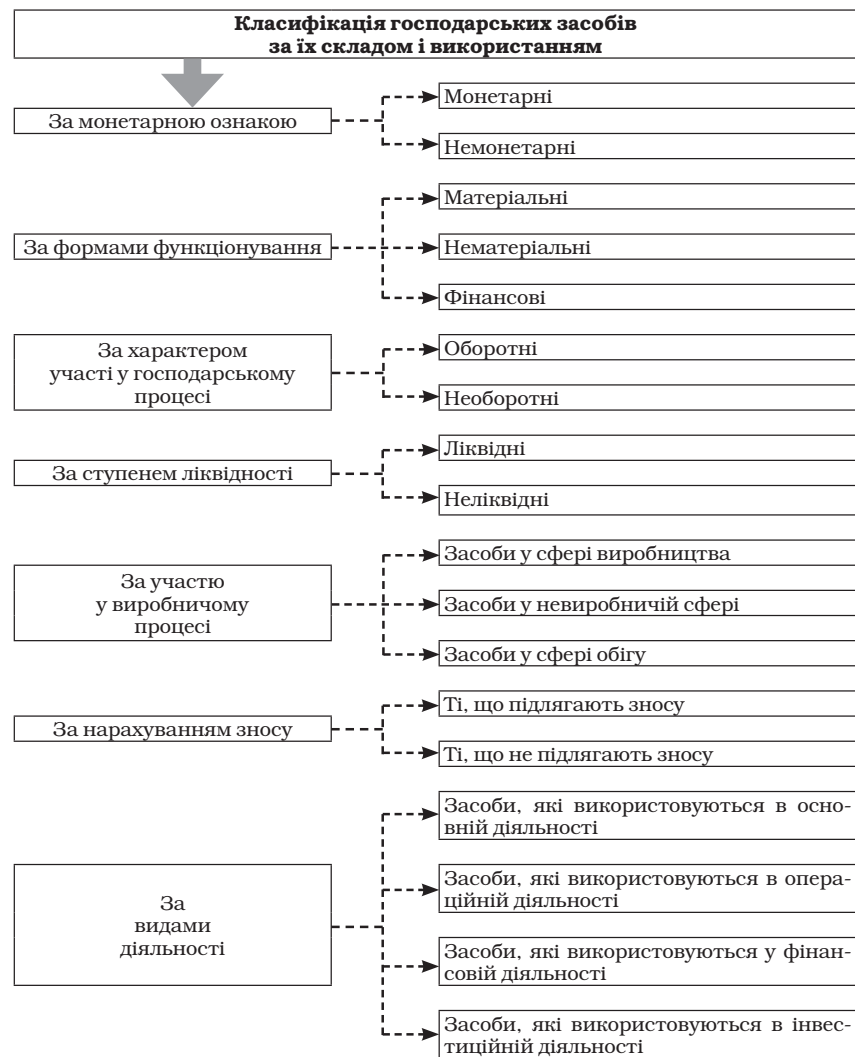 Класифікація господарських засобів
за їх складом і використанням
За монетарною ознакою
Монетарні
Немонетарні
За формами функціонування
Матеріальні
Нематеріальні
Фінансові
За характером
участі у господарському
процесі
Оборотні
Необоротні
За ступенем ліквідності
Ліквідні
Неліквідні
За участю
у виробничому
процесі
Засоби у сфері виробництва
Засоби у невиробничій сфері
Засоби у сфері обігу
За нарахуванням зносу
Ті, що підлягають зносу
Ті, що не підлягають зносу
За
видами
діяльності
Засоби, які використовуються в осно-
вній діяльності
Засоби, які використовуються в опера-
ційній діяльності
Засоби, які використовуються у фінан-
совій діяльності
Засоби, які використовуються в інвес-
тиційній діяльності